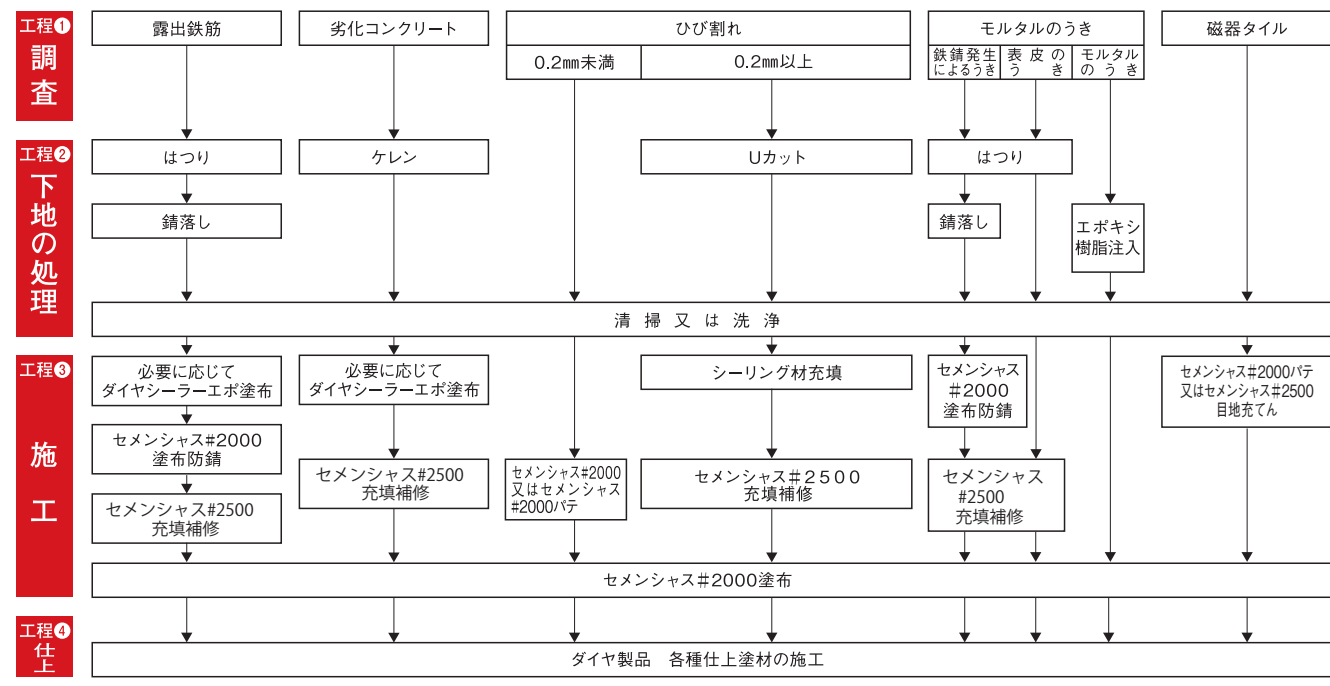 工程❶
調査
露出鉄筋
劣化コンクリート
ひび割れ
0.2㎜未満
0.2㎜以上
モルタルのうき
鉄錆発生
によるうき
表皮の
うき
モルタル
のうき
磁器タイル
工程❷
下地の処理
はつり
ケレン
Uカット
はつり
錆落し
錆落し
エポキシ
樹脂注入
清掃又は洗浄
工程❸
施工
必要に応じて
ダイヤシーラーエポ塗布
必要に応じて
ダイヤシーラーエポ塗布
シーリング材充填
セメンシャス
#2000
塗布防錆
セメンシャス#2000パテ
又はセメンシャス#2500
目地充てん
セメンシャス#2000
塗布防錆
セメンシャス#2500
充填補修
セメンシャス#2500
充填補修
セメンシャス#2000
又はセメンシャス
#2000パテ
セメンシャス#2500
充填補修
セメンシャス
#2500
充填補修
セメンシャス#2000塗布
工程❹
仕上
ダイヤ製品 各種仕上塗材の施工